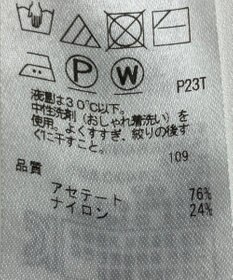 P
W
P23T
液温は30℃以下。
中性洗剤(おしゃれ着洗い)を
使用。よくすすぎ、絞りの後す
ぐに干すこと。
109
品質
アセテート 76%
ナイロン 24%